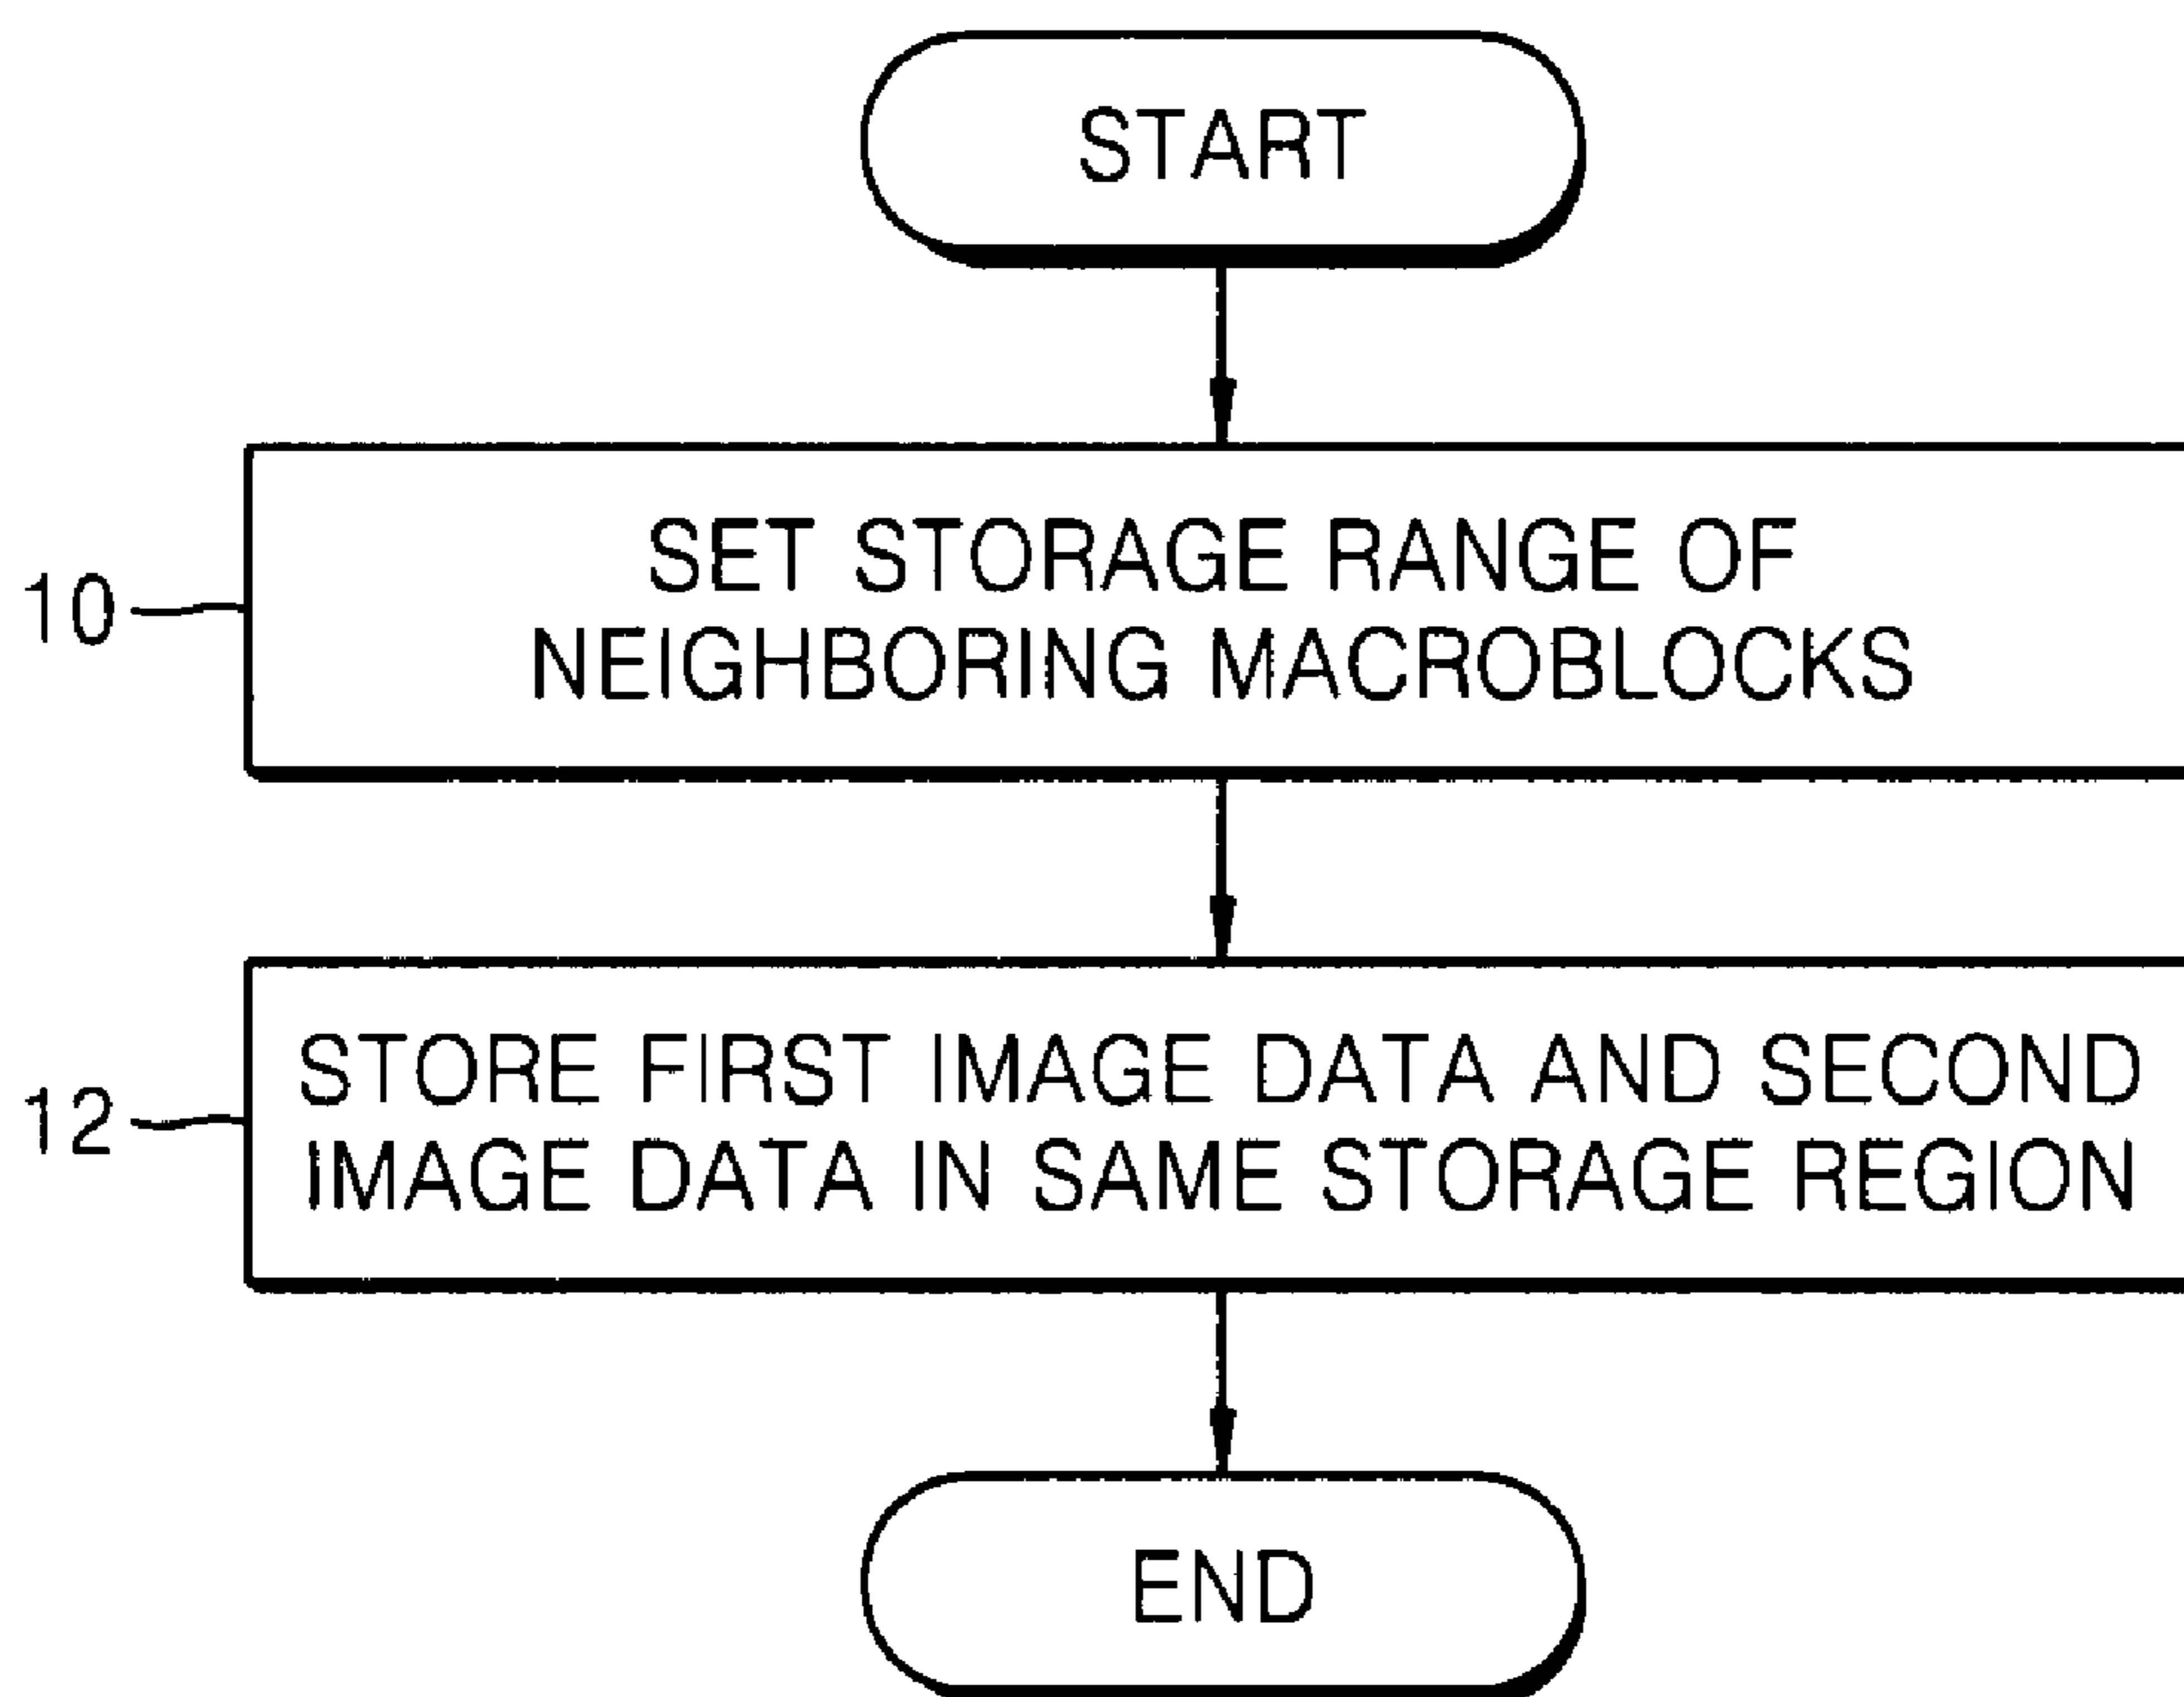 START
10
SET STORAGE RANGE OF
NEIGHBORING MACROBLOCKS
12
STORE FIRST IMAGE DATA AND SECOND
IMAGE DATA IN SAME STORAGE REGION
END